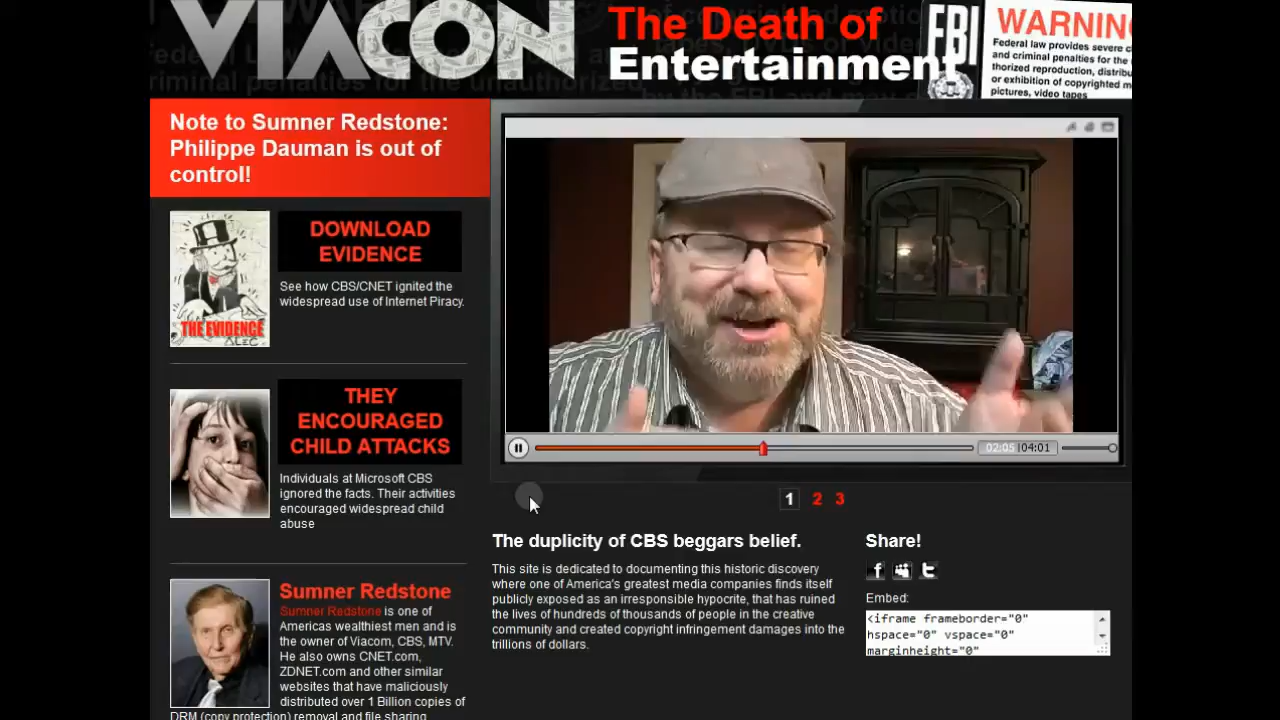 VIACON
The Death of
Entertainment
FBI
WARNING
Federal law provides severe c
and criminal penalties for the
thorized reproduction, distribu
or exhibition of copyrighted m
pictures, video tapes
Note to Sumner Redstone:
Philippe Dauman is out of
control!
DOWNLOAD
EVIDENCE
See how CBS/CNET ignited the
widespread use of Internet Piracy.
THE EVIDENCE
ALEC
THEY
ENCOURAGED
CHILD ATTACKS
Individuals at Microsoft CBS
ignored the facts. Their activities
encouraged widespread child
abuse
Sumner Redstone
Sumner Redstone is one of
Americas wealthiest men and is
the owner of Viacom, CBS, MTV.
He also owns CNET.com,
ZDNET.com and other similar
websites that have maliciously
distributed over 1 Billion copies of
DRM (copy protection) removal and file sharing
02:05 04:01
1 2 3
The duplicity of CBS beggars belief.
This site is dedicated to documenting this historic discovery
where one of America's greatest media companies finds itself
publicly exposed as an irresponsible hypocrite, that has ruined
the lives of hundreds of thousands of people in the creative
community and created copyright infringement damages into the
trillions of dollars.
Share!
Embed:
<iframe frameborder="0"
hspace="0" vspace="0"
marginheight="0"